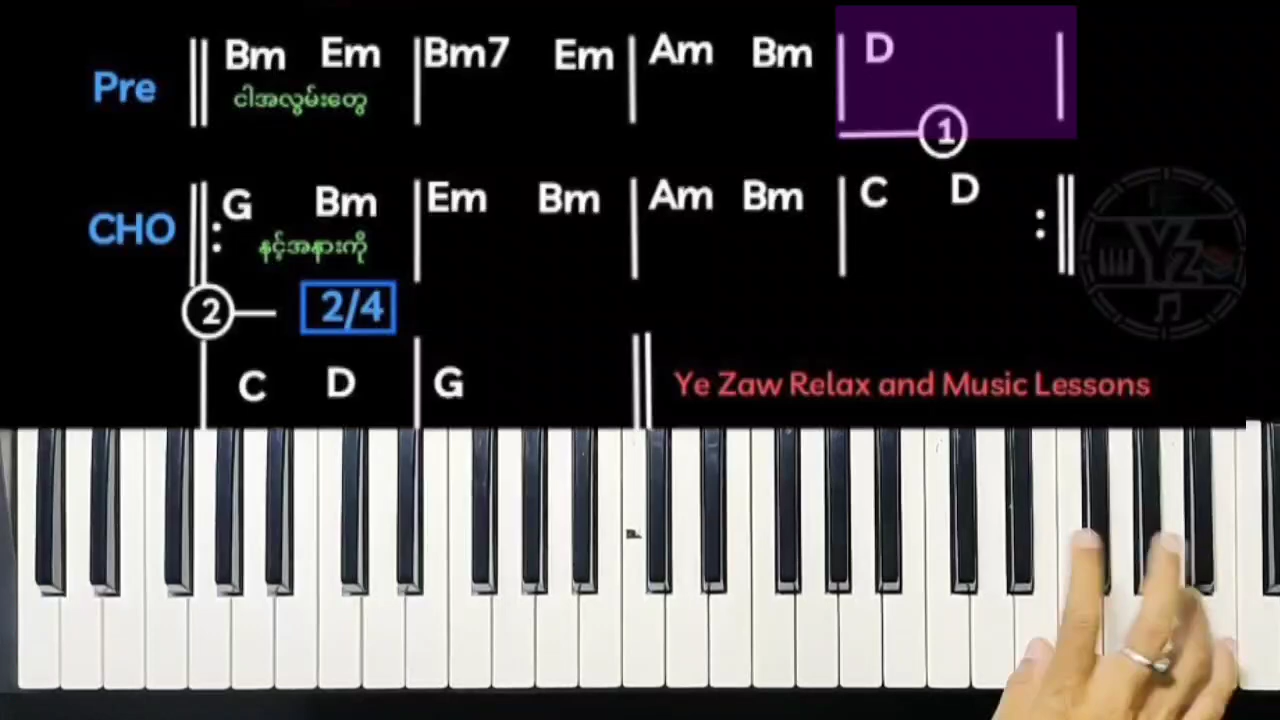 Pre Bm Em Bm7 Em Am Bm D
ငါအလွမ်းတွေ
1
CHO G Bm Em Bm Am Bm C D
နင့်အနားကို
2 2/4
C D G Ye Zaw Relax and Music Lessons
YZ